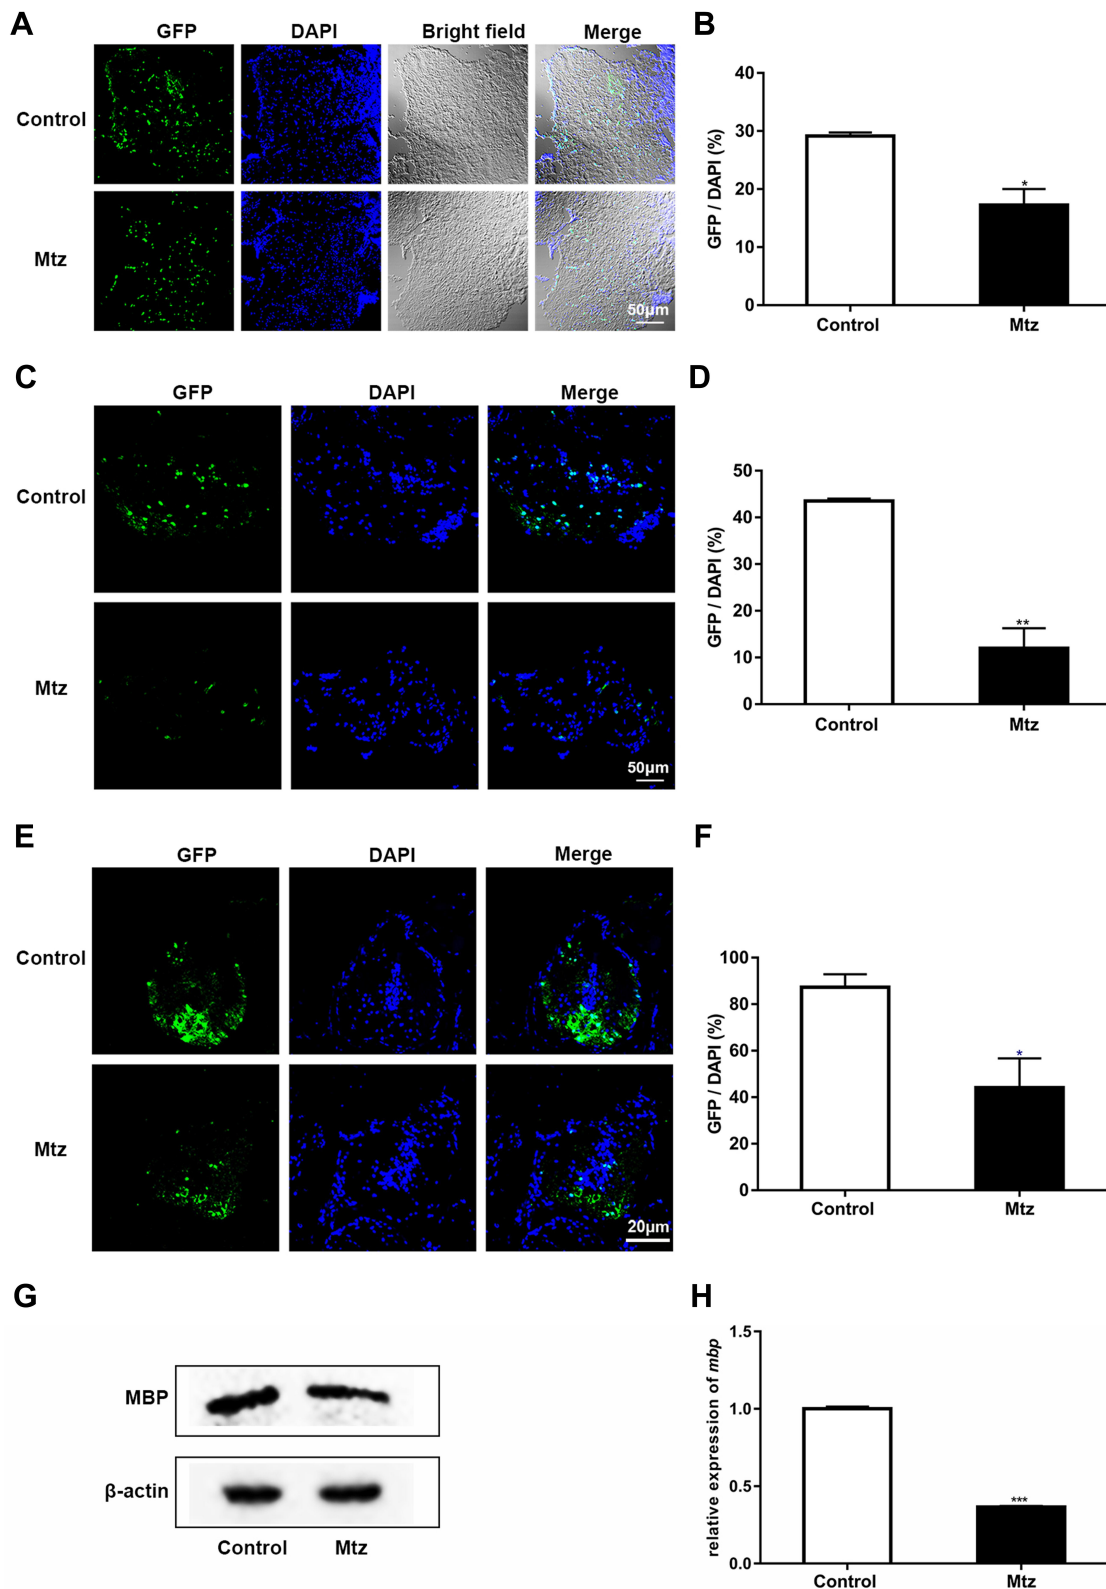 A
GFP DAPI Bright field Merge
Control
Mtz
50μm
B
GFP / DAPI (%)
40
30
20
10
0
*
Control Mtz
C
GFP DAPI Merge
Control
Mtz
50μm
D
GFP / DAPI (%)
50
40
30
20
10
0
**
Control Mtz
E
GFP DAPI Merge
Control
Mtz
20μm
F
GFP / DAPI (%)
100
80
60
40
20
0
*
Control Mtz
G
MBP
β-actin
Control Mtz
H
relative expression of mbp
1.5
1.0
0.5
0.0
***
Control Mtz